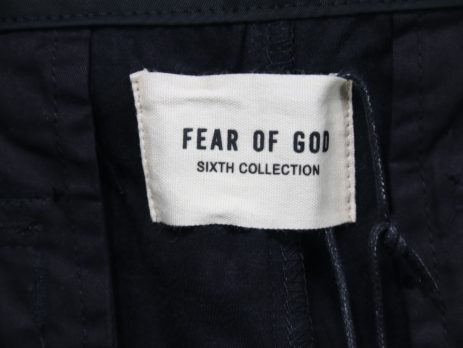 FEAR OF GOD
SIXTH COLLECTION